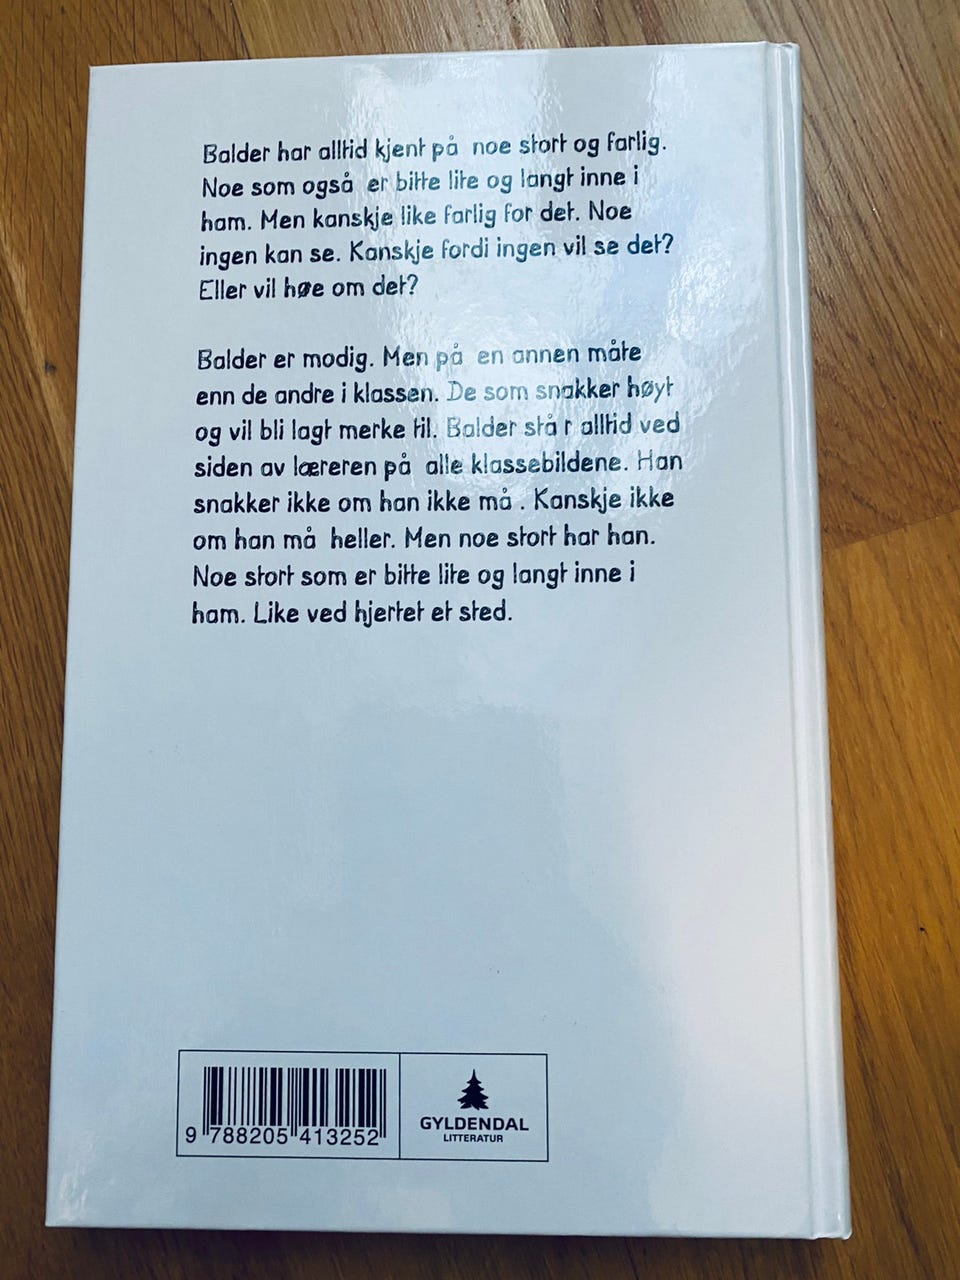 Balder har alltid kjent på noe stort og farlig.
Noe som også er bitte lite og langt inne i
ham. Men kanskje like farlig for det. Noe
ingen kan se. Kanskje fordi ingen vil se det?
Eller vil høe om det?
Balder er modig. Men på en annen måte
enn de andre i klassen. De som snakker høyt
og vil bli lagt merke til. Balder stå r alltid ved
siden av læreren på alle klassebildene. Han
snakker ikke om han ikke må . Kanskje ikke
om han må heller. Men noe stort har han.
Noe stort som er bitte lite og langt inne i
ham. Like ved hjertet et sted.
9 788205 413252
GYLDENDAL
LITTERATUR